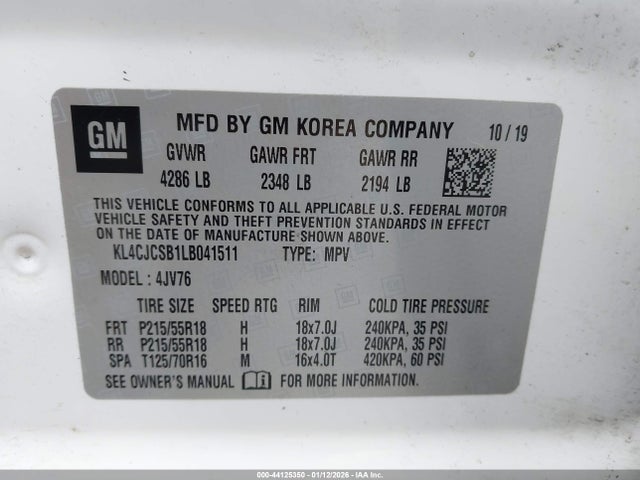 GM
MFD BY GM KOREA COMPANY 10/19
GVWR GAWR FRT GAWR RR
4286 LB 2348 LB 2194 LB
THIS VEHICLE CONFORMS TO ALL APPLICABLE U.S. FEDERAL MOTOR
VEHICLE SAFETY AND THEFT PREVENTION STANDARDS IN EFFECT
ON THE DATE OF MANUFACTURE SHOWN ABOVE.
KL4CJCSB1LB041511 TYPE: MPV
MODEL : 4JV76
TIRE SIZE SPEED RTG RIM COLD TIRE PRESSURE
FRT P215/55R18 H 18x7.0J 240KPA, 35 PSI
RR P215/55R18 H 18x7.0J 240KPA, 35 PSI
SPA T125/70R16 M 16x4.0T 420KPA, 60 PSI
SEE OWNER'S MANUAL i FOR MORE INFORMATION.
000-44125350 - 01/12/2026 - IAAI.COM